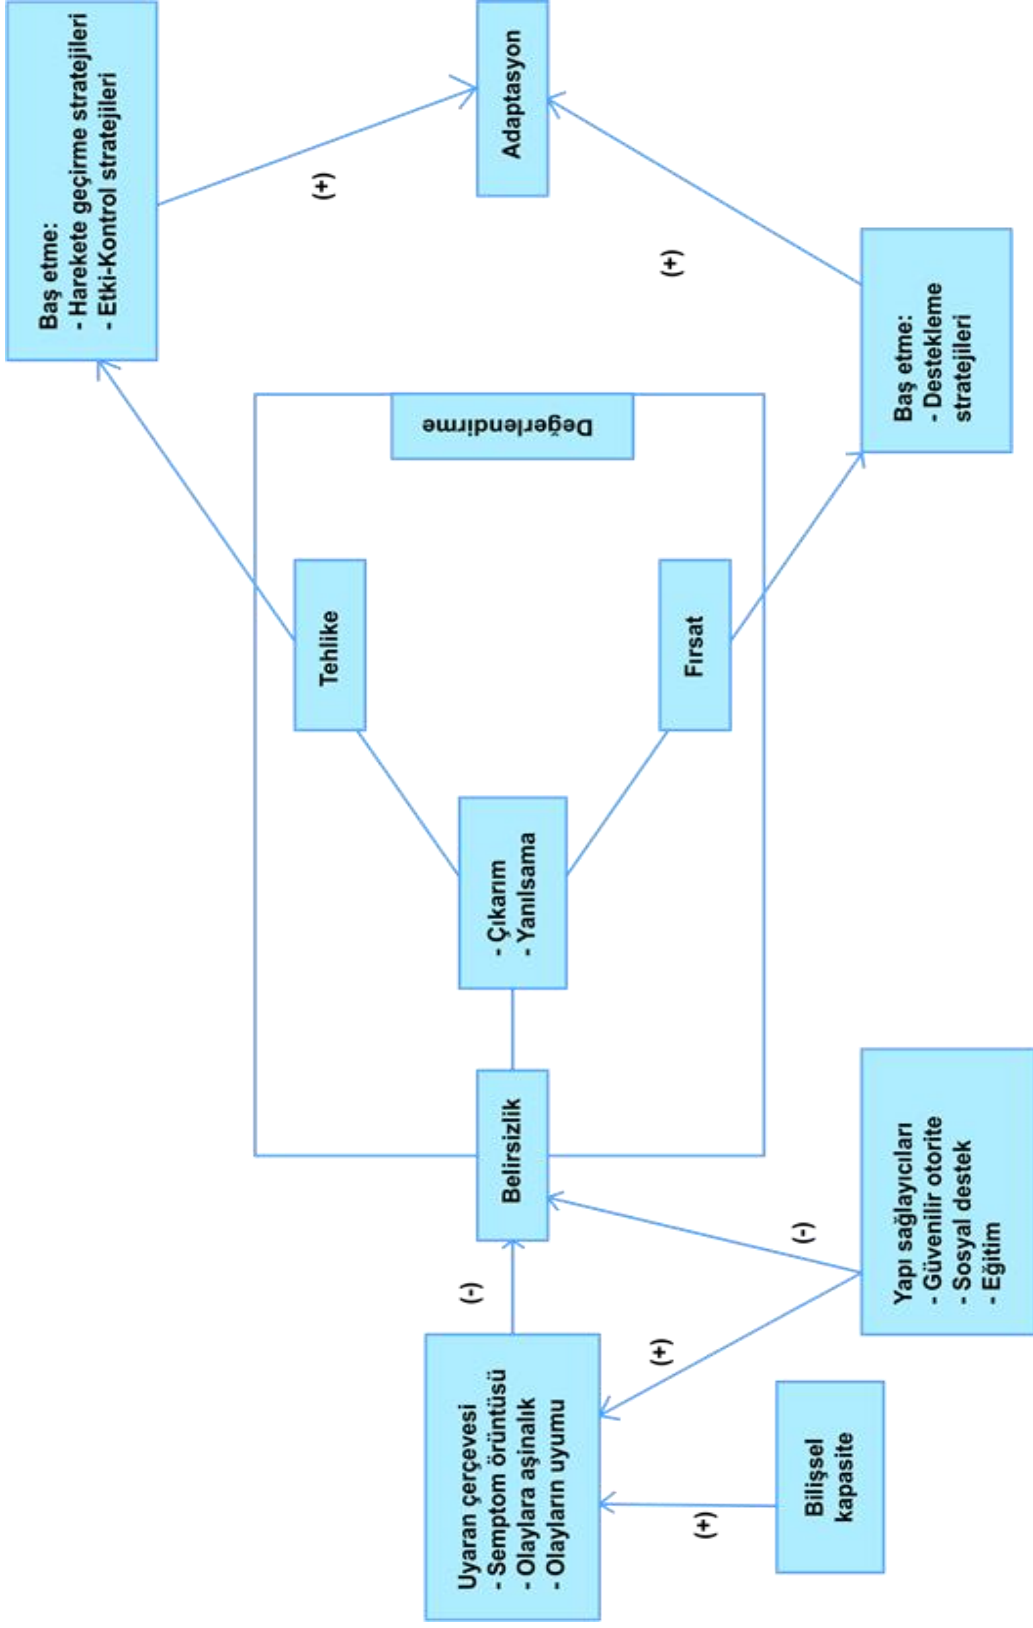 Uyaran çerçevesi
- Semptom örüntüsü
- Olaylara aşinalık
- Olayların uyumu
(+)
Bilişsel
kapasite
(+)
Yapı sağlayıcıları
- Güvenilir otorite
- Sosyal destek
- Eğitim
(-)
(-)
Belirsizlik
- Çıkarım
- Yanılsama
Tehlike
Fırsat
Değerlendirme
Baş etme:
- Harekete geçirme stratejileri
- Etki-Kontrol stratejileri
(+)
Baş etme:
- Destekleme
stratejileri
(+)
Adaptasyon